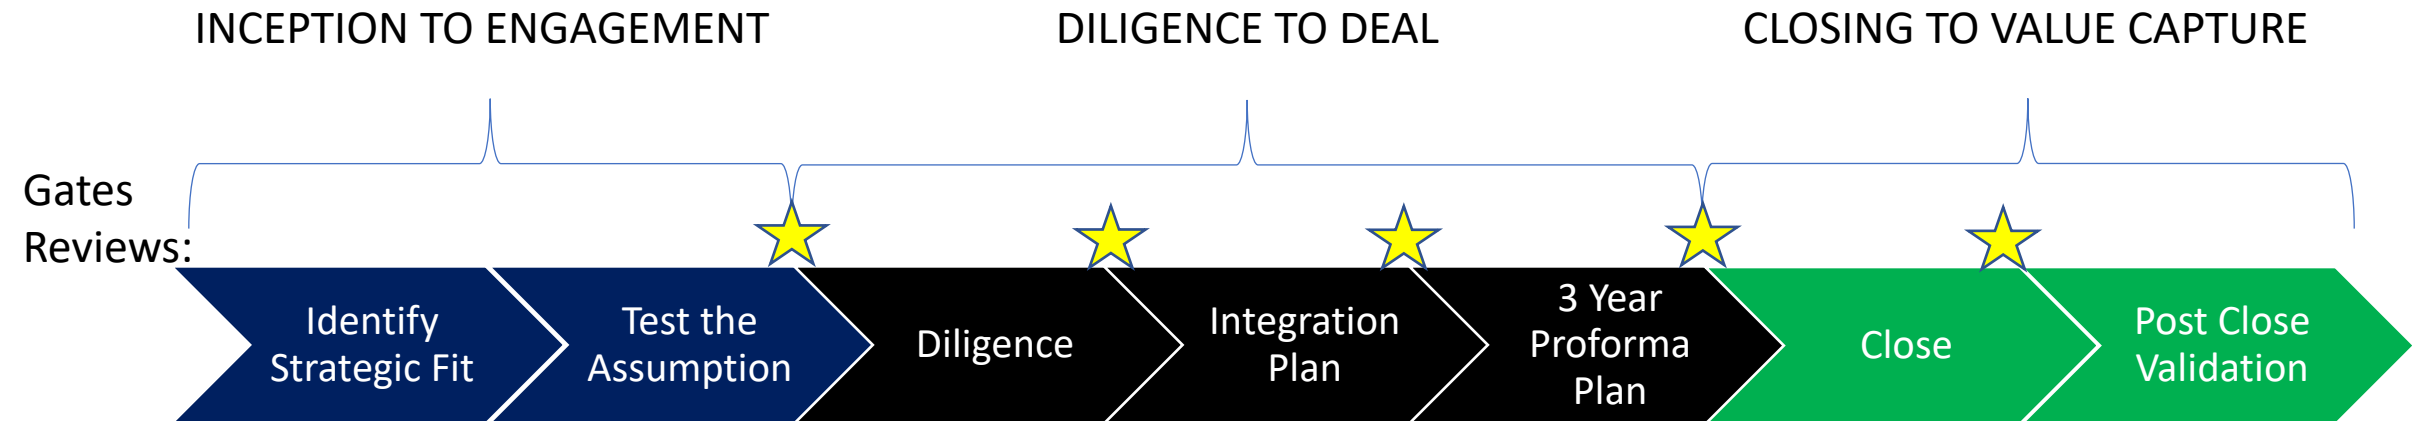 INCEPTION TO ENGAGEMENT
DILIGENCE TO DEAL
CLOSING TO VALUE CAPTURE
Gates
Reviews:
Identify
Strategic Fit
Test the
Assumption
Diligence
Integration
Plan
3 Year
Proforma
Plan
Close
Post Close
Validation